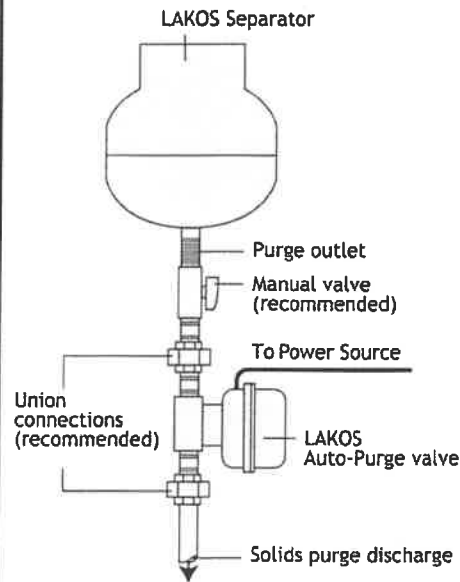 LAKOS Separator
Purge outlet
Manual valve
(recommended)
To Power Source
Union
connections
(recommended)
LAKOS
Auto-Purge valve
Solids purge discharge